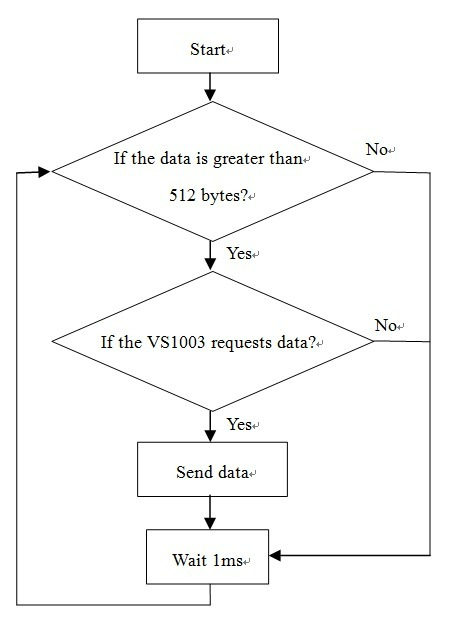 Start
No
If the data is greater than
512 bytes?
Yes
No
If the VS1003 requests data?
Yes
Send data
Wait 1ms